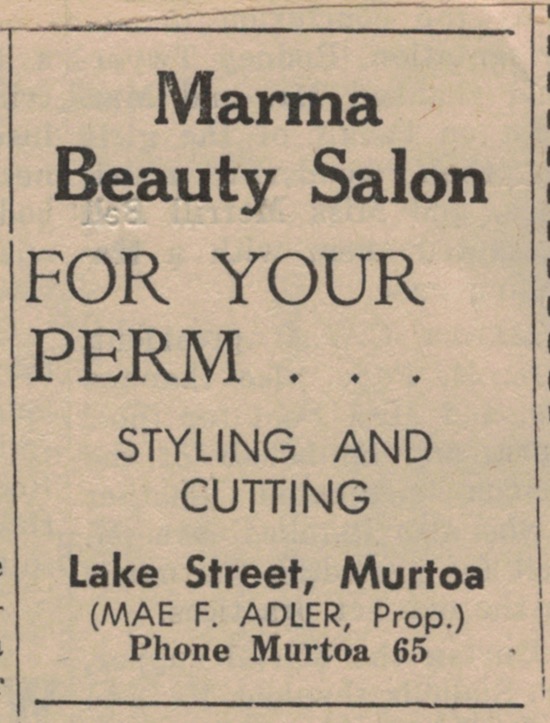 Marma
Beauty Salon
FOR YOUR
PERM . . .
STYLING AND
CUTTING
Lake Street, Murtoa
(MAE F. ADLER, Prop.)
Phone Murtoa 65